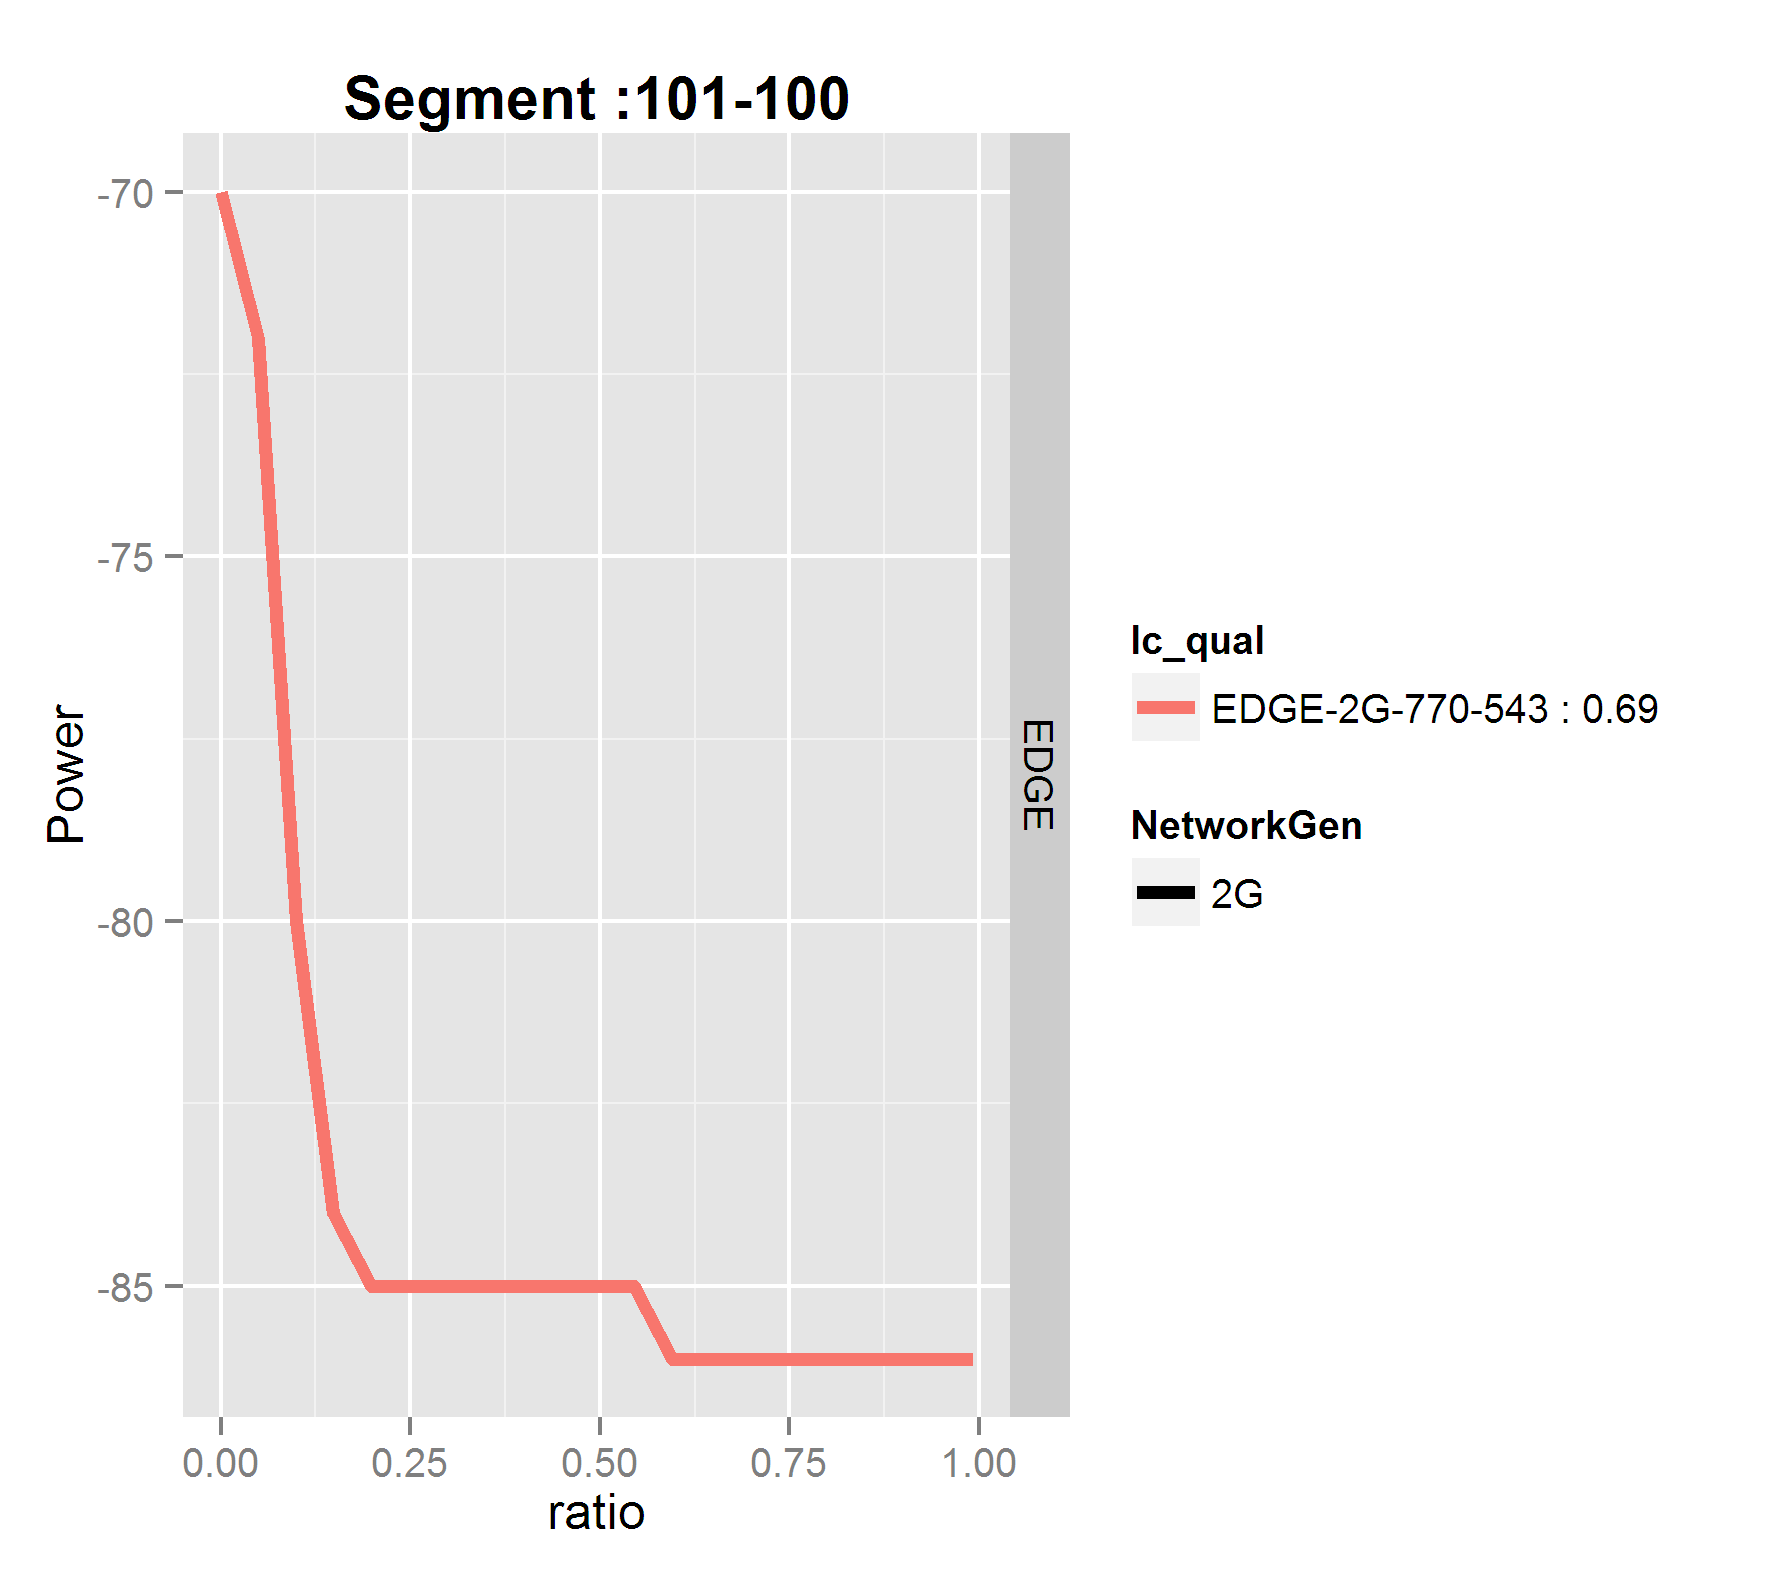 Segment :101-100
-70
-75
-80
-85
Power
0.00 0.25 0.50 0.75 1.00
ratio
EDGE
lc_qual
EDGE-2G-770-543 : 0.69
NetworkGen
2G